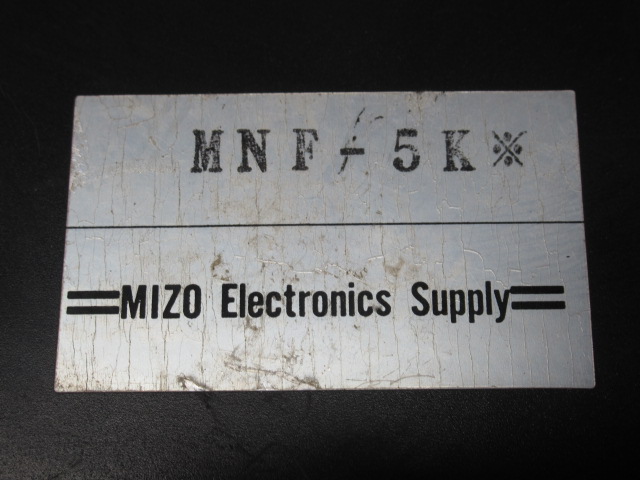 MNF-5K※
MIZO Electronics Supply